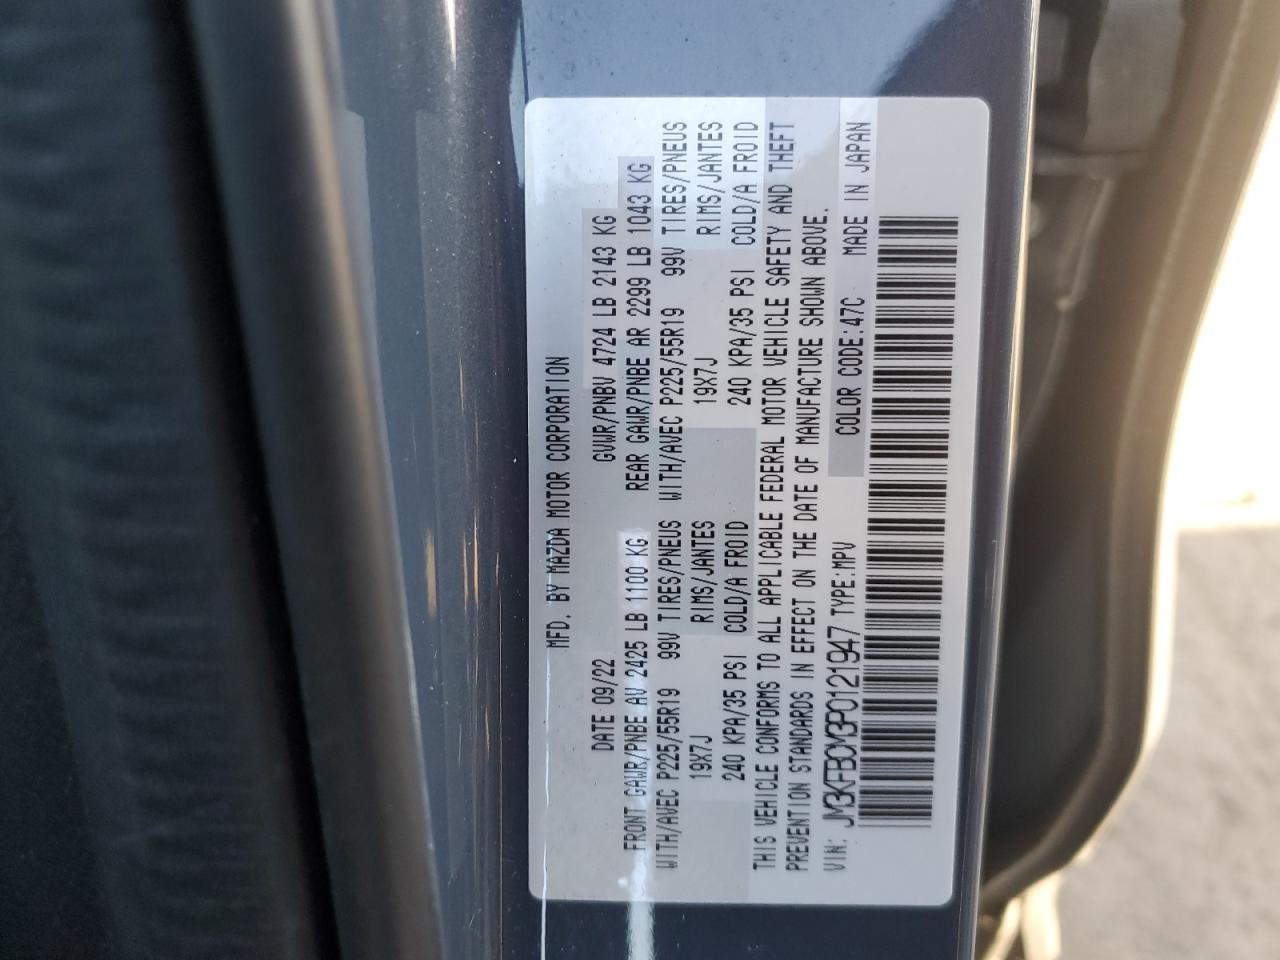 MFD. BY MAZDA MOTOR CORPORATION
DATE 09/22 GVWR/PNBV 4724 LB 2143 KG
FRONT GAWR/PNBE AV 2425 LB 1100 KG REAR GAWR/PNBE AR 2299 LB 1043 KG
WITH/AVEC P225/55R19 99V TIRES/PNEUS WITH/AVEC P225/55R19 99V TIRES/PNEUS
19X7J RIMS/JANTES 19X7J RIMS/JANTES
240 KPA/35 PSI COLD/A FROID 240 KPA/35 PSI COLD/A FROID
THIS VEHICLE CONFORMS TO ALL APPLICABLE FEDERAL MOTOR VEHICLE SAFETY AND THEFT
PREVENTION STANDARDS IN EFFECT ON THE DATE OF MANUFACTURE SHOWN ABOVE.
VIN: JM3KFBCY3P0121947 TYPE:MPV COLOR CODE.47C MADE IN JAPAN